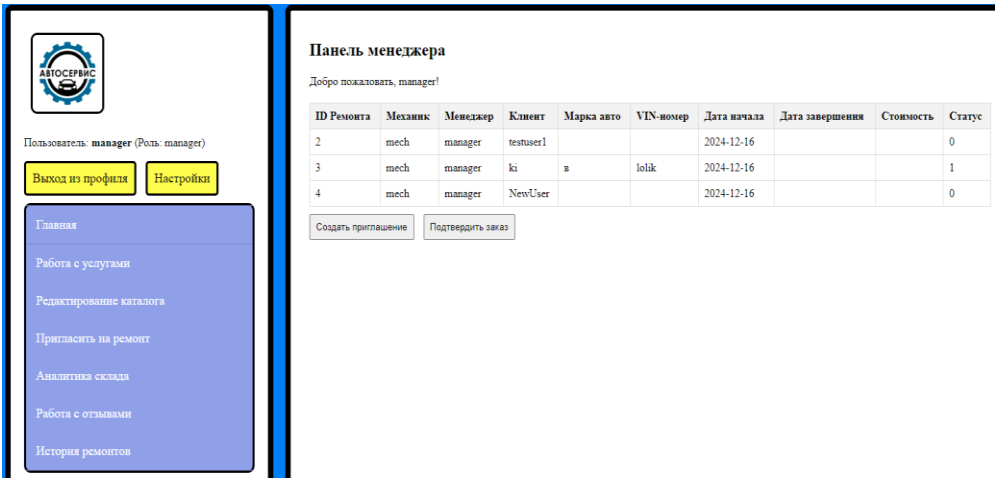 АВТОСЕРВИС
Пользователь: manager (Роль: manager)
Выход из профиля Настройки
Главная
Работа с услугами
Редактирование каталога
Пригласить на ремонт
Аналитика склада
Работа с отзывами
История ремонтов
Панель менеджера
Добро пожаловать, manager!
ID Ремонта Механик Менеджер Клиент Марка авто VIN-номер Дата начала Дата завершения Стоимость Статус
2 mech manager testuser1 2024-12-16 0
3 mech manager ki в lolik 2024-12-16 1
4 mech manager NewUser 2024-12-16 0
Создать приглашение Подтвердить заказ